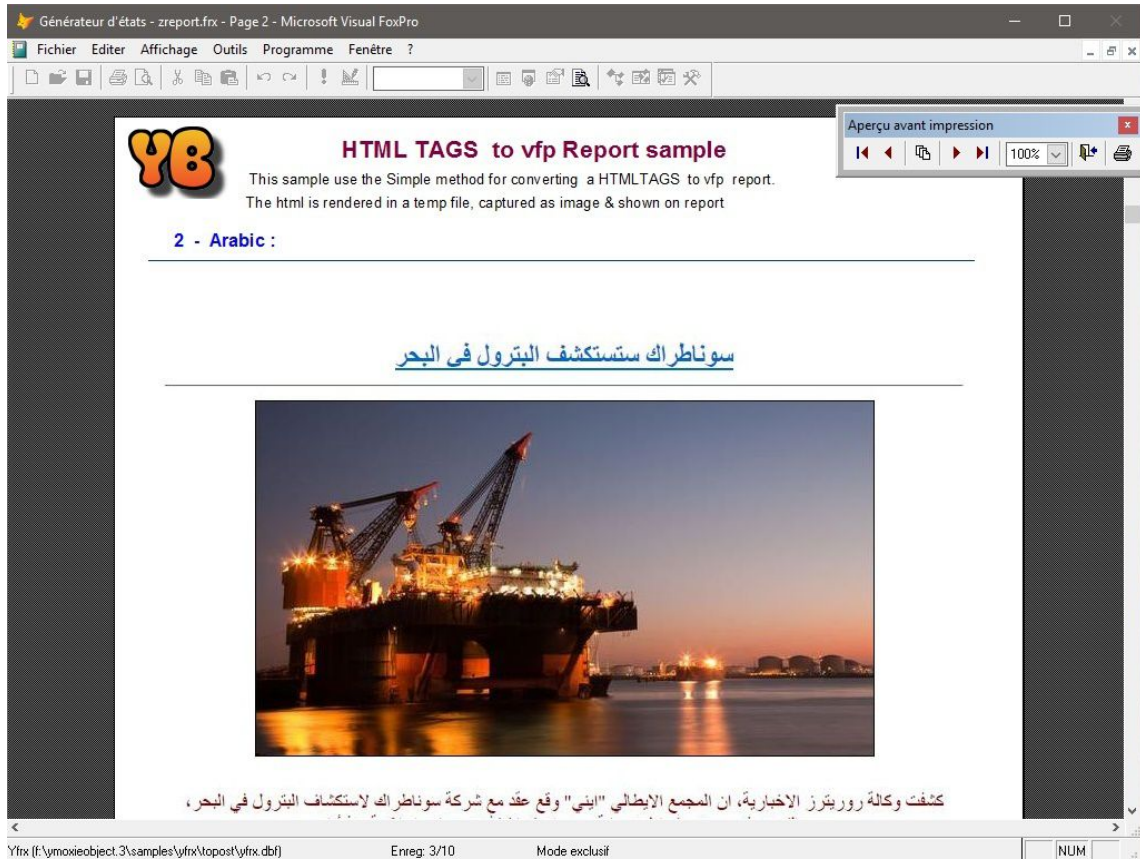 Générateur d'états - zreport.frx - Page 2 - Microsoft Visual FoxPro
Fichier Editer Affichage Outils Programme Fenêtre ?
Aperçu avant impression
100%
YB
HTML TAGS to vfp Report sample
This sample use the Simple method for converting a HTMLTAGS to vfp report.
The html is rendered in a temp file, captured as image & shown on report
2 - Arabic :
سوناطراك ستستكشف البترول في البحر
كشفت وكالة روريترز الاخبارية، ان المجمع الايطالي "ايني" وقع عقد مع شركة سوناطراك لاستكشاف البترول في البحر،
Yfrx (f:\ymoxieobject.3\samples\yfrx\topost\yfrx.dbf) Enreg: 3/10 Mode exclusif NUM